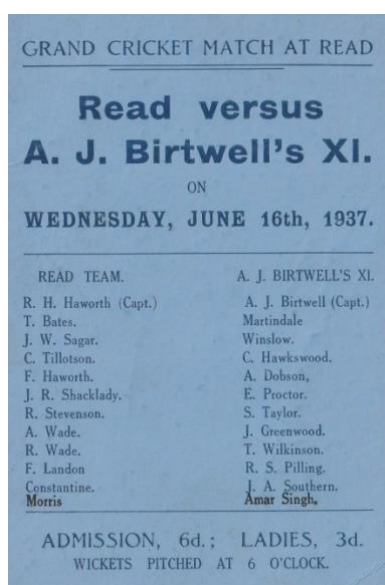 GRAND CRICKET MATCH AT READ
Read versus
A. J. Birtwell's XI.
ON
WEDNESDAY, JUNE 16th, 1937.
READ TEAM.
R. H. Haworth (Capt.)
T. Bates.
J. W. Sagar.
C. Tillotson.
F. Haworth.
J. R. Shacklady.
R. Stevenson.
A. Wade.
R. Wade.
F. Landon
Constantine.
Morris
A. J. BIRTWELL'S XI.
A. J. Birtwell (Capt.)
Martindale
Winslow.
C. Hawkswood.
A. Dobson,
E. Proctor.
S. Taylor.
J. Greenwood.
T. Wilkinson.
R. S. Pilling.
J. A. Southern.
Amar Singh.
ADMISSION, 6d.; LADIES, 3d.
WICKETS PITCHED AT 6 O'CLOCK.